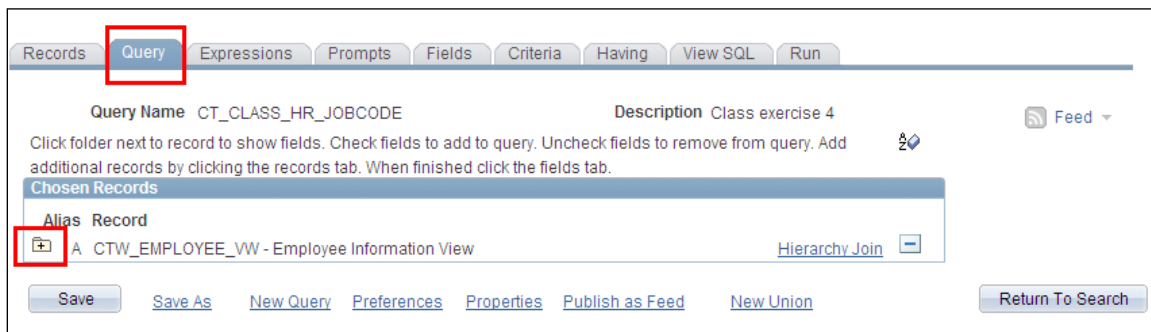 Records Query Expressions Prompts Fields Criteria Having View SQL Run
Query Name CT_CLASS_HR_JOBCODE Description Class exercise 4 Feed
Click folder next to record to show fields. Check fields to add to query. Uncheck fields to remove from query. Add
additional records by clicking the records tab. When finished click the fields tab.
Chosen Records
Alias Record
A CTW_EMPLOYEE_VW - Employee Information View Hierarchy Join
Save Save As New Query Preferences Properties Publish as Feed New Union Return To Search